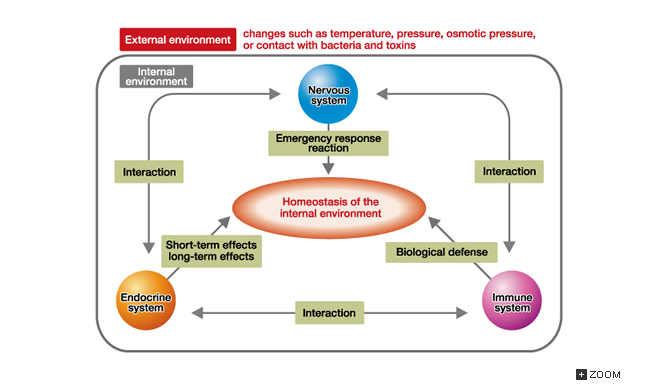 External environment
changes such as temperature, pressure, osmotic pressure,
or contact with bacteria and toxins
Internal
environment
Nervous
system
Emergency response
reaction
Interaction
Interaction
Homeostasis of the
internal environment
Short-term effects
long-term effects
Biological defense
Endocrine
system
Interaction
Immune
system
+ ZOOM